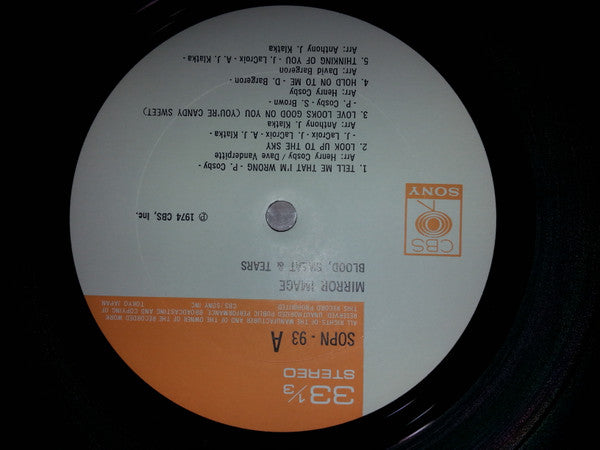 33 1/3
STEREO
SOPN - 93 A
ALL RIGHTS OF THE MANUFACTURER AND OF THE OWNER OF THE RECORDED WORK
RESERVED UNAUTHORIZED PUBLIC PERFORMANCE BROADCASTING AND COPYING OF
THIS RECORD PROHIBITED
CBS/SONY INC. TOKYO JAPAN
MIRROR IMAGE
BLOOD, SWEAT & TEARS
CBS
SONY
℗ 1974 CBS, Inc.
1. TELL ME THAT I'M WRONG - P. Cosby -
Arr: Henry Cosby / Dave Vanderpitte
2. LOOK UP TO THE SKY
- J. LaCroix - A. J. Klatka -
Arr: Anthony J. Klatka
3. LOVE LOOKS GOOD ON YOU (YOU'RE CANDY SWEET)
- P. Cosby - S. Brown -
Arr: Henry Cosby
4. HOLD ON TO ME - D. Bargeron -
Arr: David Bargeron
5. THINKING OF YOU - J. LaCroix - A. J. Klatka -
Arr: Anthony J. Klatka